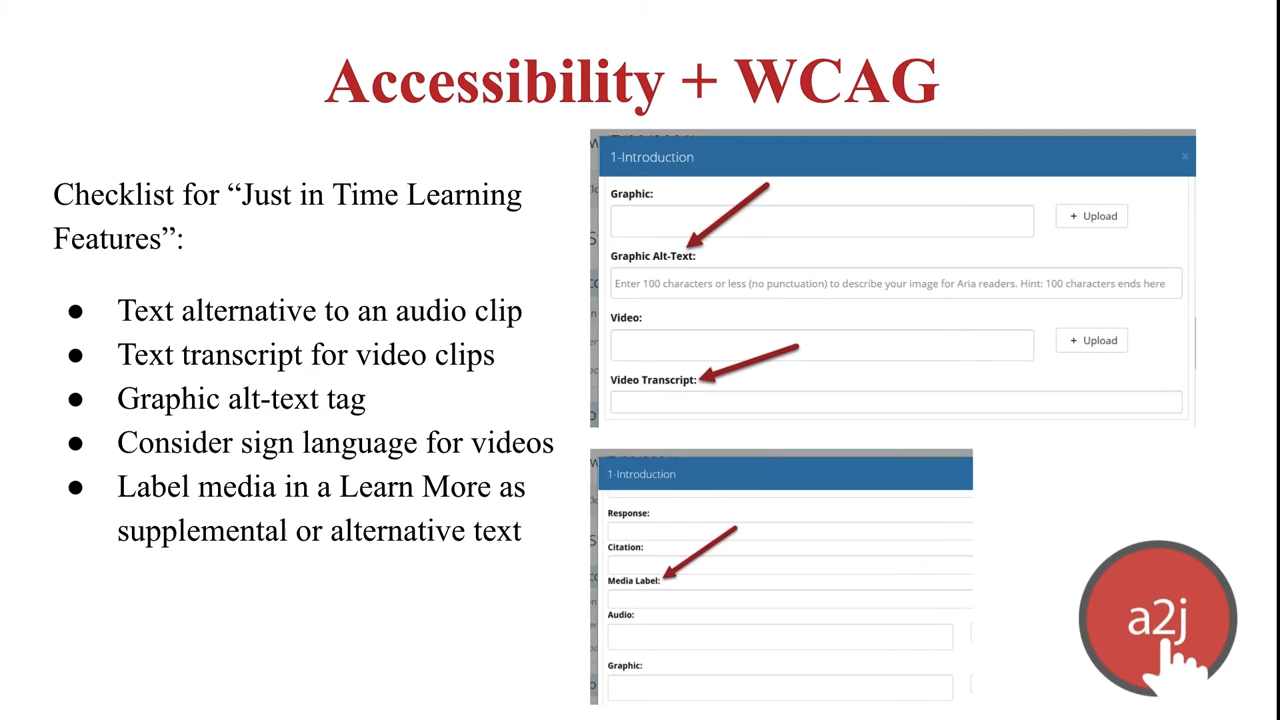 Accessibility + WCAG
Checklist for “Just in Time Learning
Features”:
● Text alternative to an audio clip
● Text transcript for video clips
● Graphic alt-text tag
● Consider sign language for videos
● Label media in a Learn More as
supplemental or alternative text
1-Introduction
×
Graphic:
+ Upload
Graphic Alt-Text:
Enter 100 characters or less (no punctuation) to describe your image for Aria readers. Hint: 100 characters ends here
Video:
+ Upload
Video Transcript:
1-Introduction
Response:
Citation:
Media Label:
Audio:
Graphic:
a2j